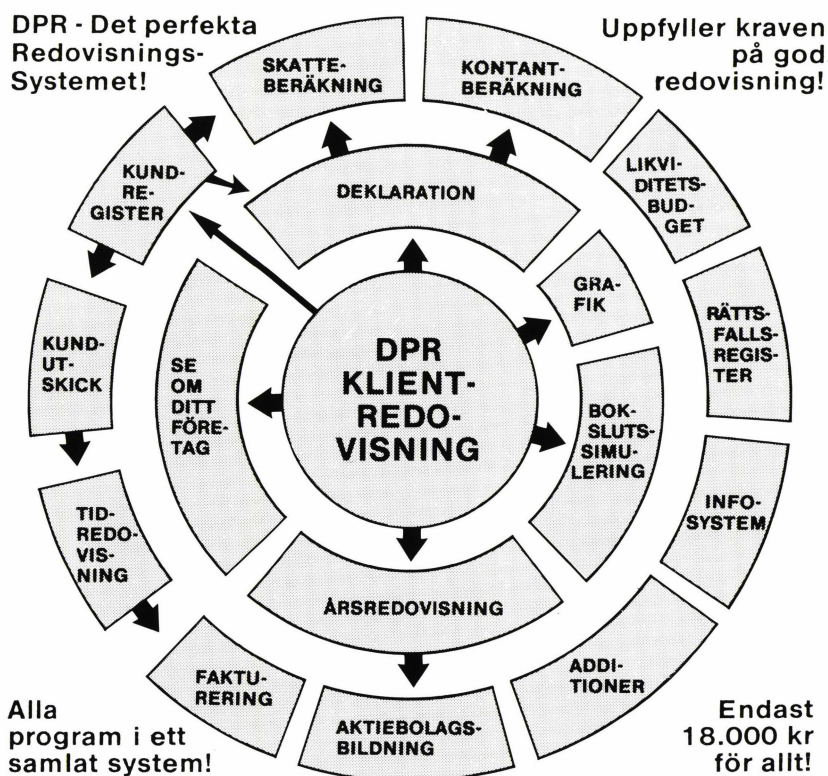 DPR - Det perfekta
Redovisnings-
Systemet!
Uppfyller kraven
på god
redovisning!
SKATTE-
BERÄKNING
KONTANT-
BERÄKNING
KUND-
RE-
GISTER
DEKLARATION
LIKVI-
DITETS-
BUD-
GET
GRA-
FIK
RÄTTS-
FALLS-
REGIS-
TER
KUND-
UT-
SKICK
SE
OM
DITT
FÖRE-
TAG
DPR
KLIENT-
REDO-
VISNING
BOK-
SLUTS-
SIMU-
LERING
INFO-
SYSTEM
TID-
REDO-
VIS-
NING
ÅRSREDOVISNING
FAKTU-
RERING
AKTIEBOLAGS-
BILDNING
ADDI-
TIONER
Alla
program i ett
samlat system!
Endast
18.000 kr
för allt!